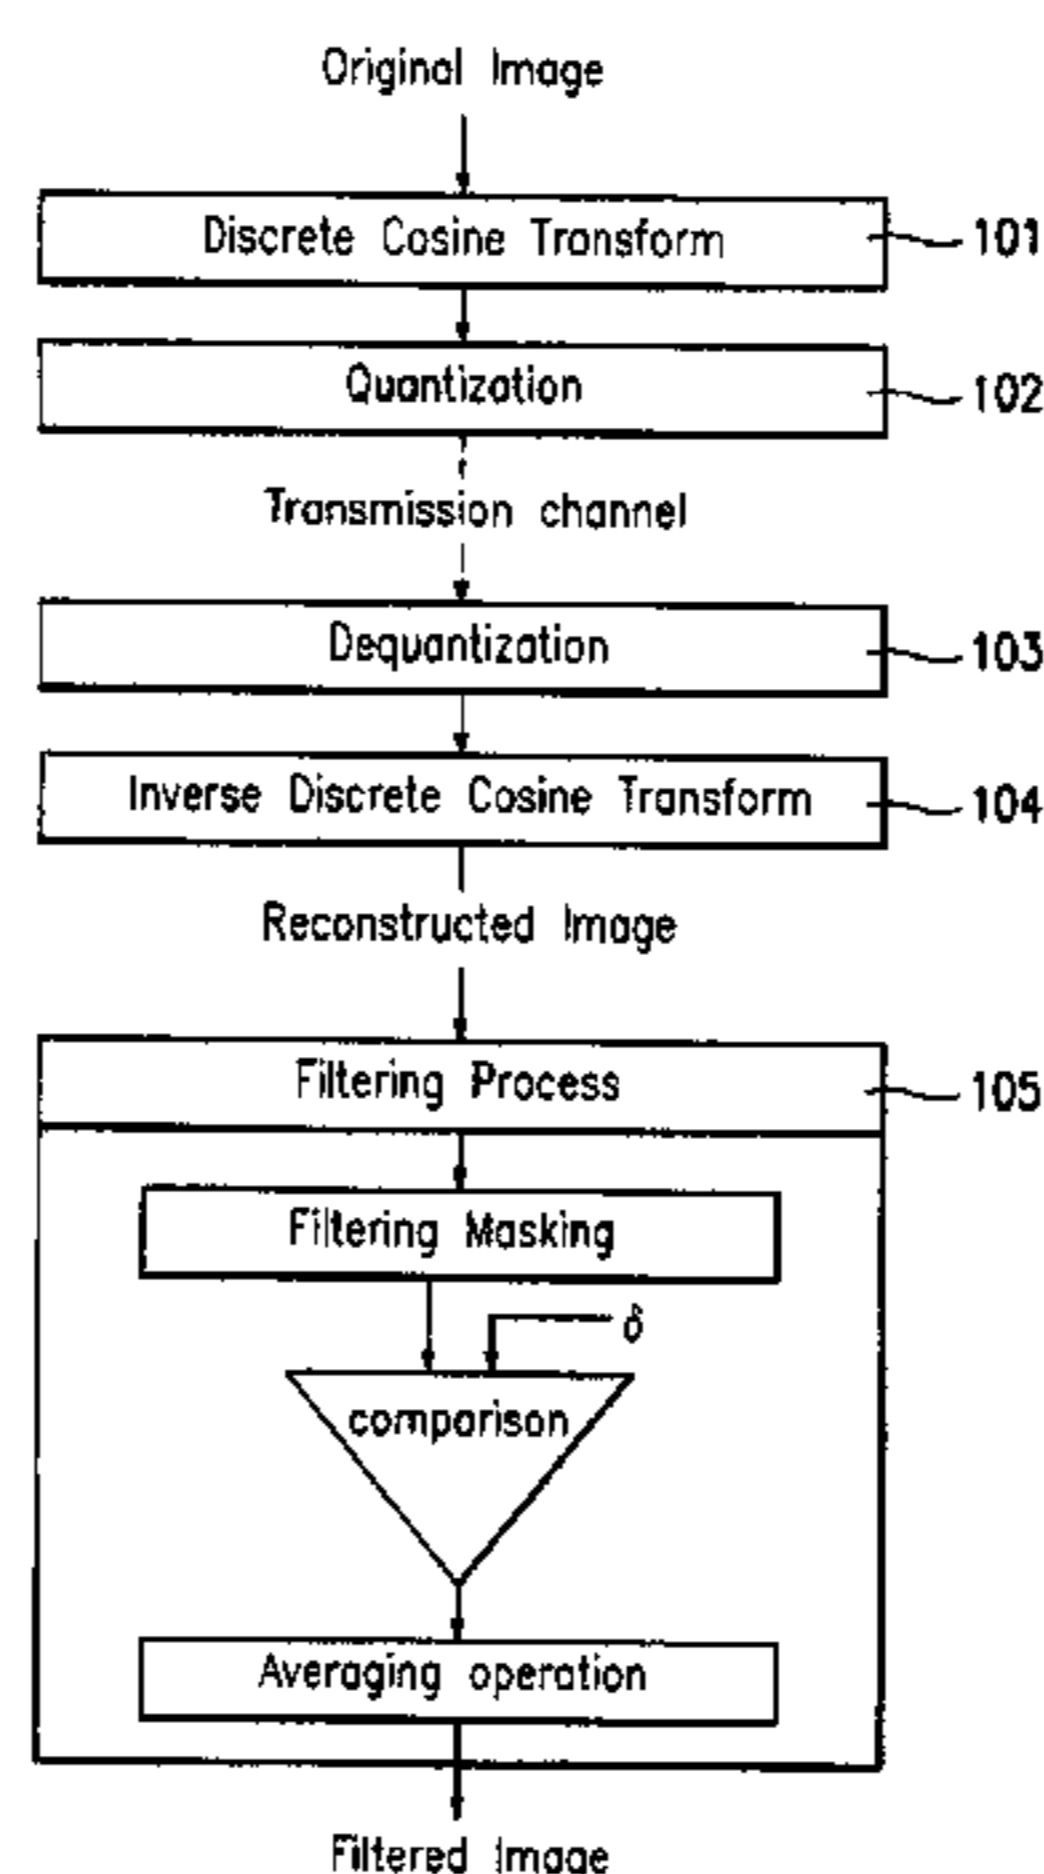 Original Image
Discrete Cosine Transform 101
Quantization 102
Transmission channel
Dequantization 103
Inverse Discrete Cosine Transform 104
Reconstructed Image
Filtering Process 105
Filtering Masking
δ
comparison
Averaging operation
Filtered Image